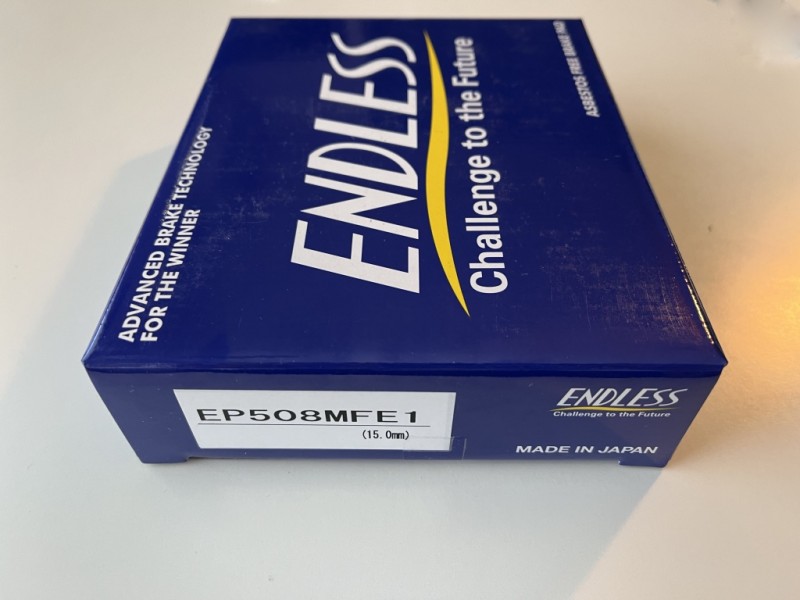 ENDLESS
Challenge to the Future
ASBESTOS FREE BRAKE PAD
ADVANCED BRAKE TECHNOLOGY
FOR THE WINNER
EP508MFE1
(15.0mm)
ENDLESS
Challenge to the Future
MADE IN JAPAN